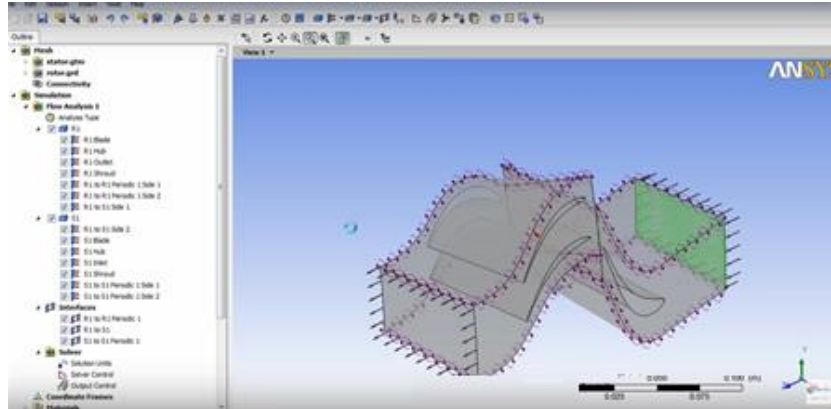 Outline
Mesh
stator.gtm
rotor.grd
Connectivity
Simulation
Flow Analysis 1
Analysis Type
R1
R1 Blade
R1 Hub
R1 Outlet
R1 Shroud
R1 to R1 Periodic 1 Side 1
R1 to R1 Periodic 1 Side 2
R1 to S1 Side 1
S1
R1 to S1 Side 2
S1 Blade
S1 Hub
S1 Inlet
S1 Shroud
S1 to S1 Periodic 1 Side 1
S1 to S1 Periodic 1 Side 2
Interfaces
R1 to R1 Periodic 1
R1 to S1
S1 to S1 Periodic 1
Solver
Solution Units
Solver Control
Output Control
Coordinate Frames
Materials
View 1
ANSYS
0.050
0.100 (m)
0.025
0.075
Y